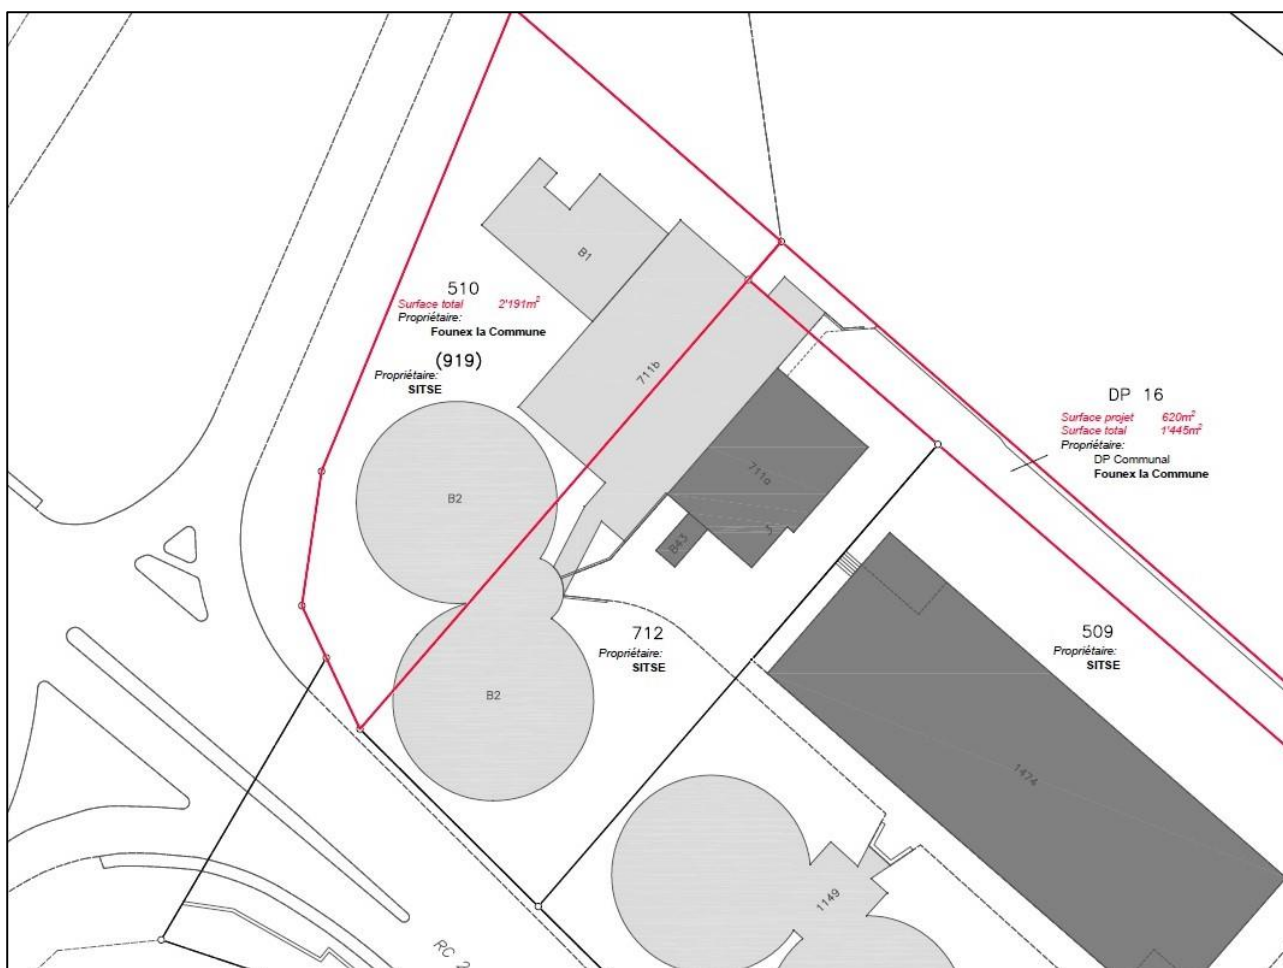 B1
510
Surface total 2'191m²
Propriétaire:
Founex la Commune
(919)
Propriétaire:
SITSE
711b
DP 16
Surface projet 620m²
Surface total 1'445m²
Propriétaire:
DP Communal
Founex la Commune
711a
B2
B43
5
712
Propriétaire:
SITSE
509
Propriétaire:
SITSE
B2
1474
1149
RC 2